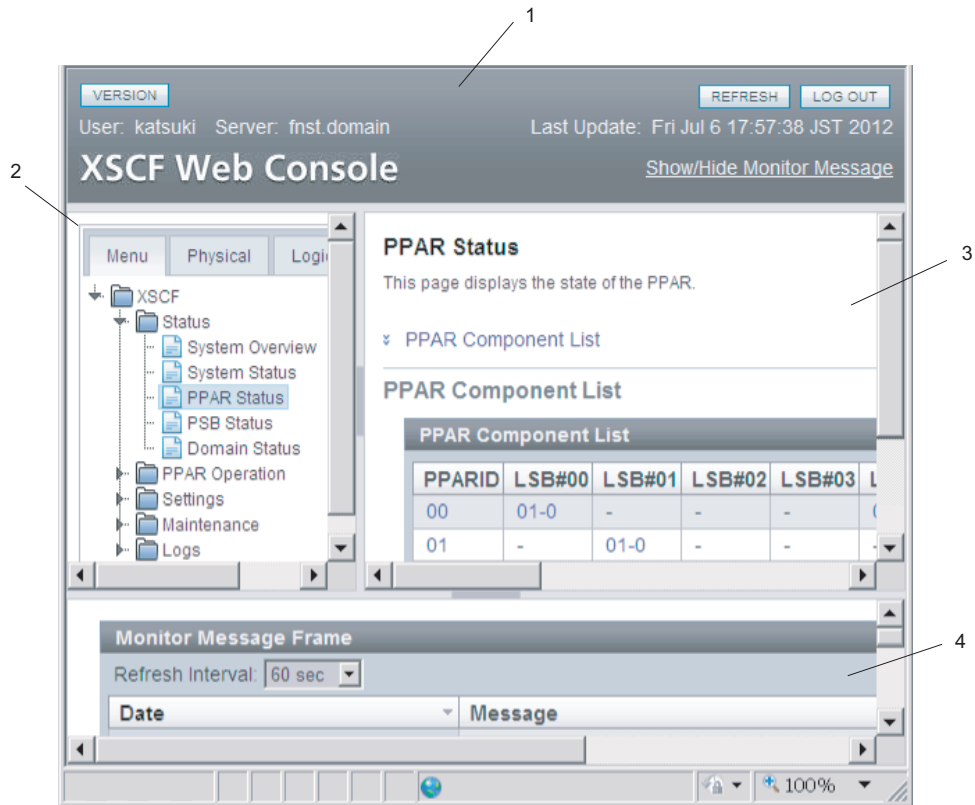 1
VERSION
REFRESH LOG OUT
User: katsuki Server: fnst.domain
Last Update: Fri Jul 6 17:57:38 JST 2012
XSCF Web Console
Show/Hide Monitor Message
2
Menu Physical Logi
XSCF
Status
System Overview
System Status
PPAR Status
PSB Status
Domain Status
PPAR Operation
Settings
Maintenance
Logs
3
PPAR Status
This page displays the state of the PPAR.
PPAR Component List
PPAR Component List
PPAR Component List
PPARID LSB#00 LSB#01 LSB#02 LSB#03 L
00 01-0 - - -
01 - 01-0 - - -
4
Monitor Message Frame
Refresh Interval: 60 sec
Date Message
100%